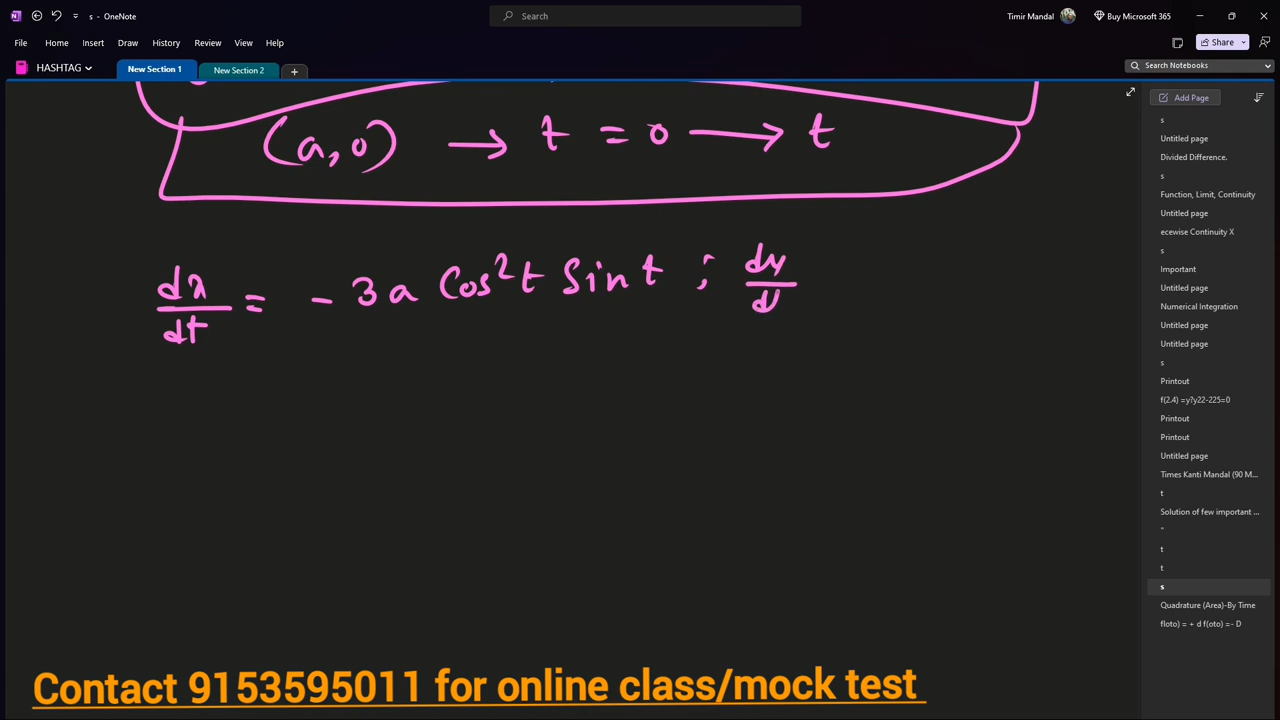 s - OneNote
Search
Timir Mandal
Buy Microsoft 365
File Home Insert Draw History Review View Help
Share
HASHTAG
New Section 1
New Section 2
+
Search Notebooks
Add Page
s
Untitled page
Divided Difference.
s
Function, Limit, Continuity
Untitled page
ecewise Continuity X
s
Important
Untitled page
Numerical Integration
Untitled page
Untitled page
s
Printout
f(2.4) =y?y22-225=0
Printout
Printout
Untitled page
Times Kanti Mandal (90 M...
t
Solution of few important ...
"
t
t
s
Quadrature (Area)-By Time
floto) = + d f(oto) =- D
(a, 0) → t = 0 → t
dx/dt = - 3 a Cos²t Sin t ; dy/d
Contact 9153595011 for online class/mock test